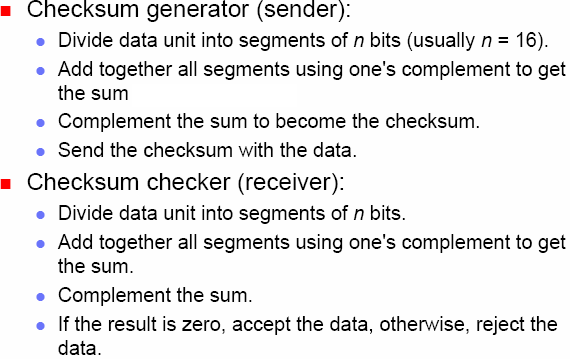 Checksum generator (sender):
Divide data unit into segments of n bits (usually n = 16).
Add together all segments using one's complement to get
the sum
Complement the sum to become the checksum.
Send the checksum with the data.
Checksum checker (receiver):
Divide data unit into segments of n bits.
Add together all segments using one's complement to get
the sum.
Complement the sum.
If the result is zero, accept the data, otherwise, reject the
data.